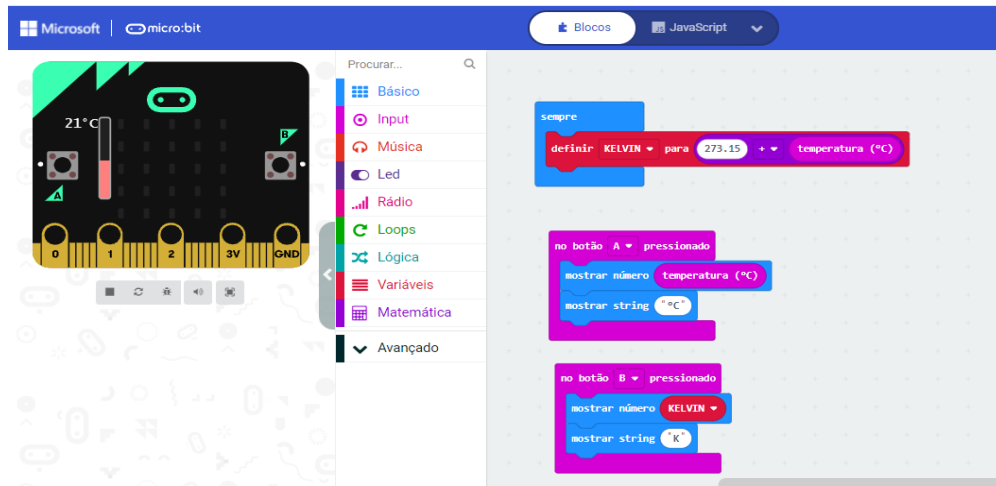 Microsoft micro:bit Blocos JavaScript
21°C
B
A
0 1 2 3V GND
Procurar...
Básico
Input
Música
Led
Rádio
Loops
Lógica
Variáveis
Matemática
Avançado
sempre
definir KELVIN para 273.15 + temperatura (°C)
no botão A pressionado
mostrar número temperatura (°C)
mostrar string "°C"
no botão B pressionado
mostrar número KELVIN
mostrar string "K"